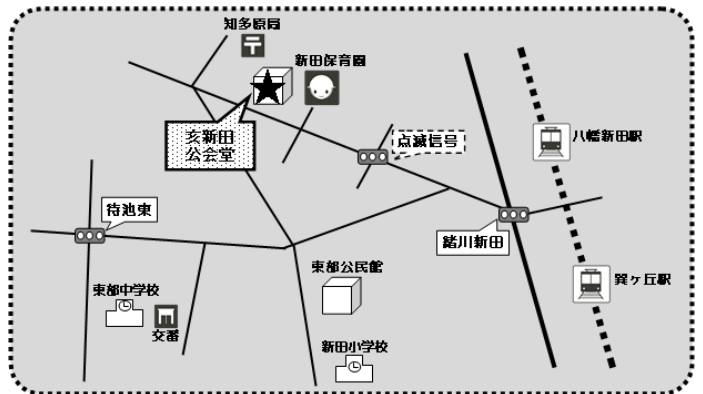 知多原局
新田保育園
亥新田
公会堂
点滅信号
八幡新田駅
待池東
緒川新田
巽ヶ丘駅
東部公民館
東部中学校
交番
新田小学校